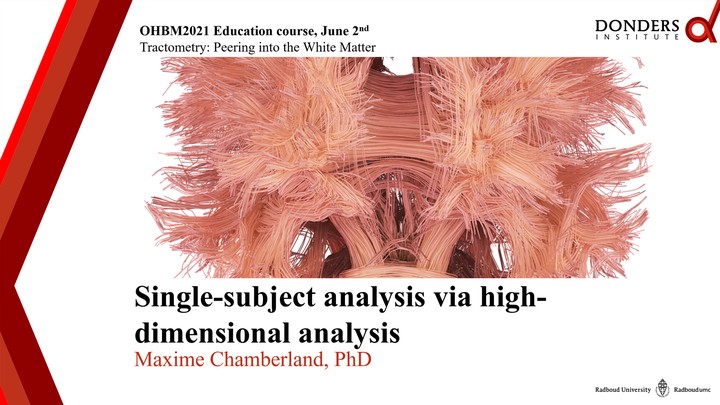 OHBM2021 Education course, June 2nd
Tractometry: Peering into the White Matter
DONDERS
INSTITUTE
Single-subject analysis via high-
dimensional analysis
Maxime Chamberland, PhD
Radboud University Radboudumc